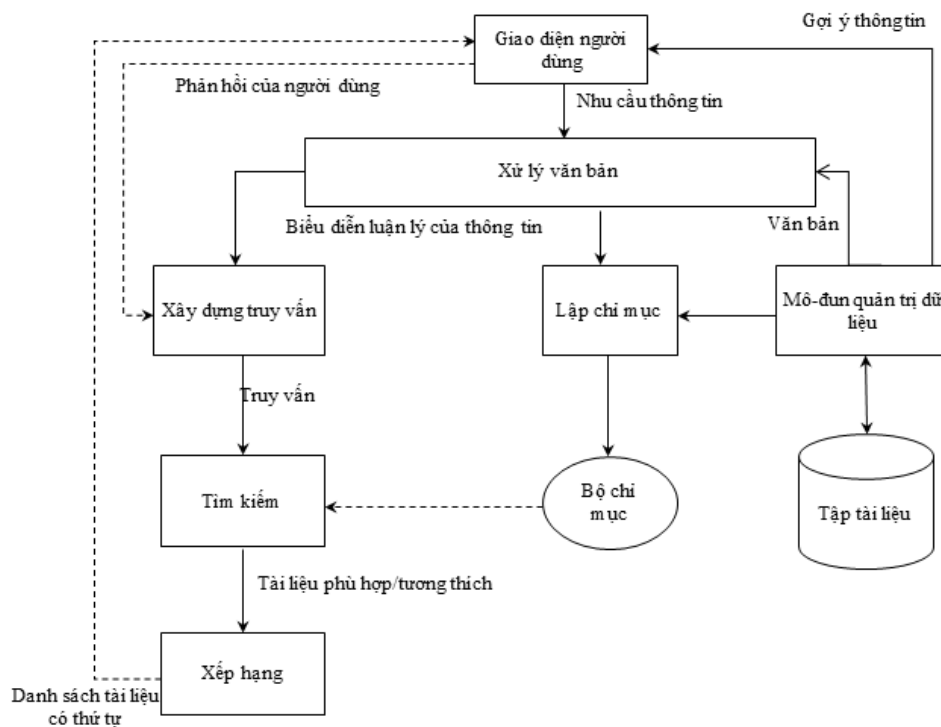 Gợi ý thông tin
Giao diện người
dùng
Phản hồi của người dùng
Nhu cầu thông tin
Xử lý văn bản
Biểu diễn luận lý của thông tin
Văn bản
Xây dựng truy vấn
Lập chỉ mục
Mô-đun quản trị dữ
liệu
Truy vấn
Tìm kiếm
Bộ chỉ
mục
Tập tài liệu
Tài liệu phù hợp/tương thích
Xếp hạng
Danh sách tài liệu
có thứ tự